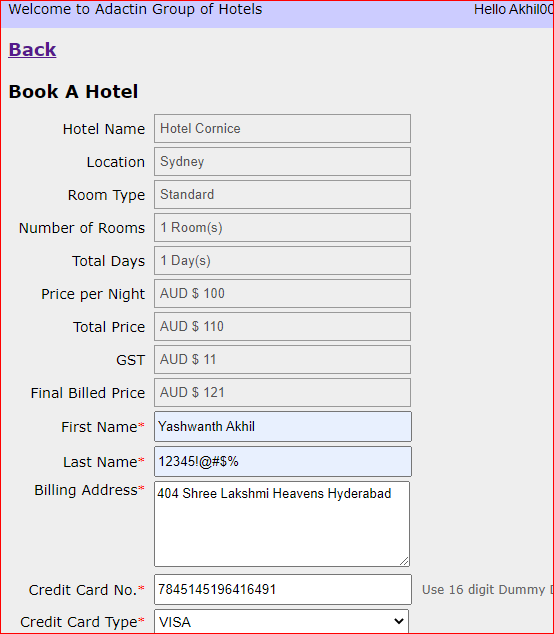 Welcome to Adactin Group of Hotels Hello Akhil00
Back
Book A Hotel
Hotel Name Hotel Cornice
Location Sydney
Room Type Standard
Number of Rooms 1 Room(s)
Total Days 1 Day(s)
Price per Night AUD $ 100
Total Price AUD $ 110
GST AUD $ 11
Final Billed Price AUD $ 121
First Name* Yashwanth Akhil
Last Name* 12345!@#$%
Billing Address* 404 Shree Lakshmi Heavens Hyderabad
Credit Card No.* 7845145196416491 Use 16 digit Dummy D
Credit Card Type* VISA